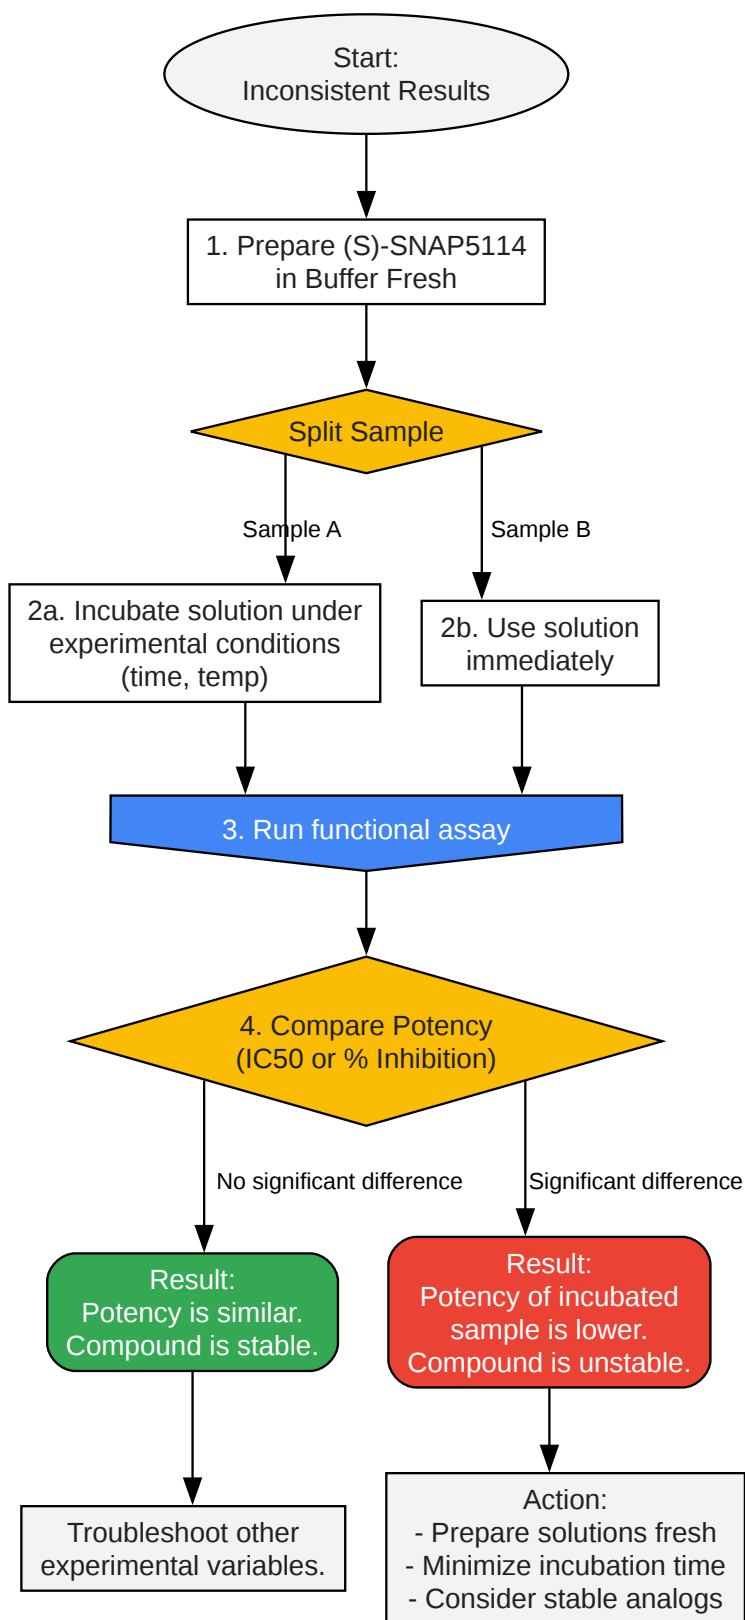 Start:
Inconsistent Results
1. Prepare (S)-SNAP5114
in Buffer Fresh
Split Sample
Sample A
Sample B
2a. Incubate solution under
experimental conditions
(time, temp)
2b. Use solution
immediately
3. Run functional assay
4. Compare Potency
(IC50 or % Inhibition)
No significant difference
Significant difference
Result:
Potency is similar.
Compound is stable.
Result:
Potency of incubated
sample is lower.
Compound is unstable.
Troubleshoot other
experimental variables.
Action:
- Prepare solutions fresh
- Minimize incubation time
- Consider stable analogs